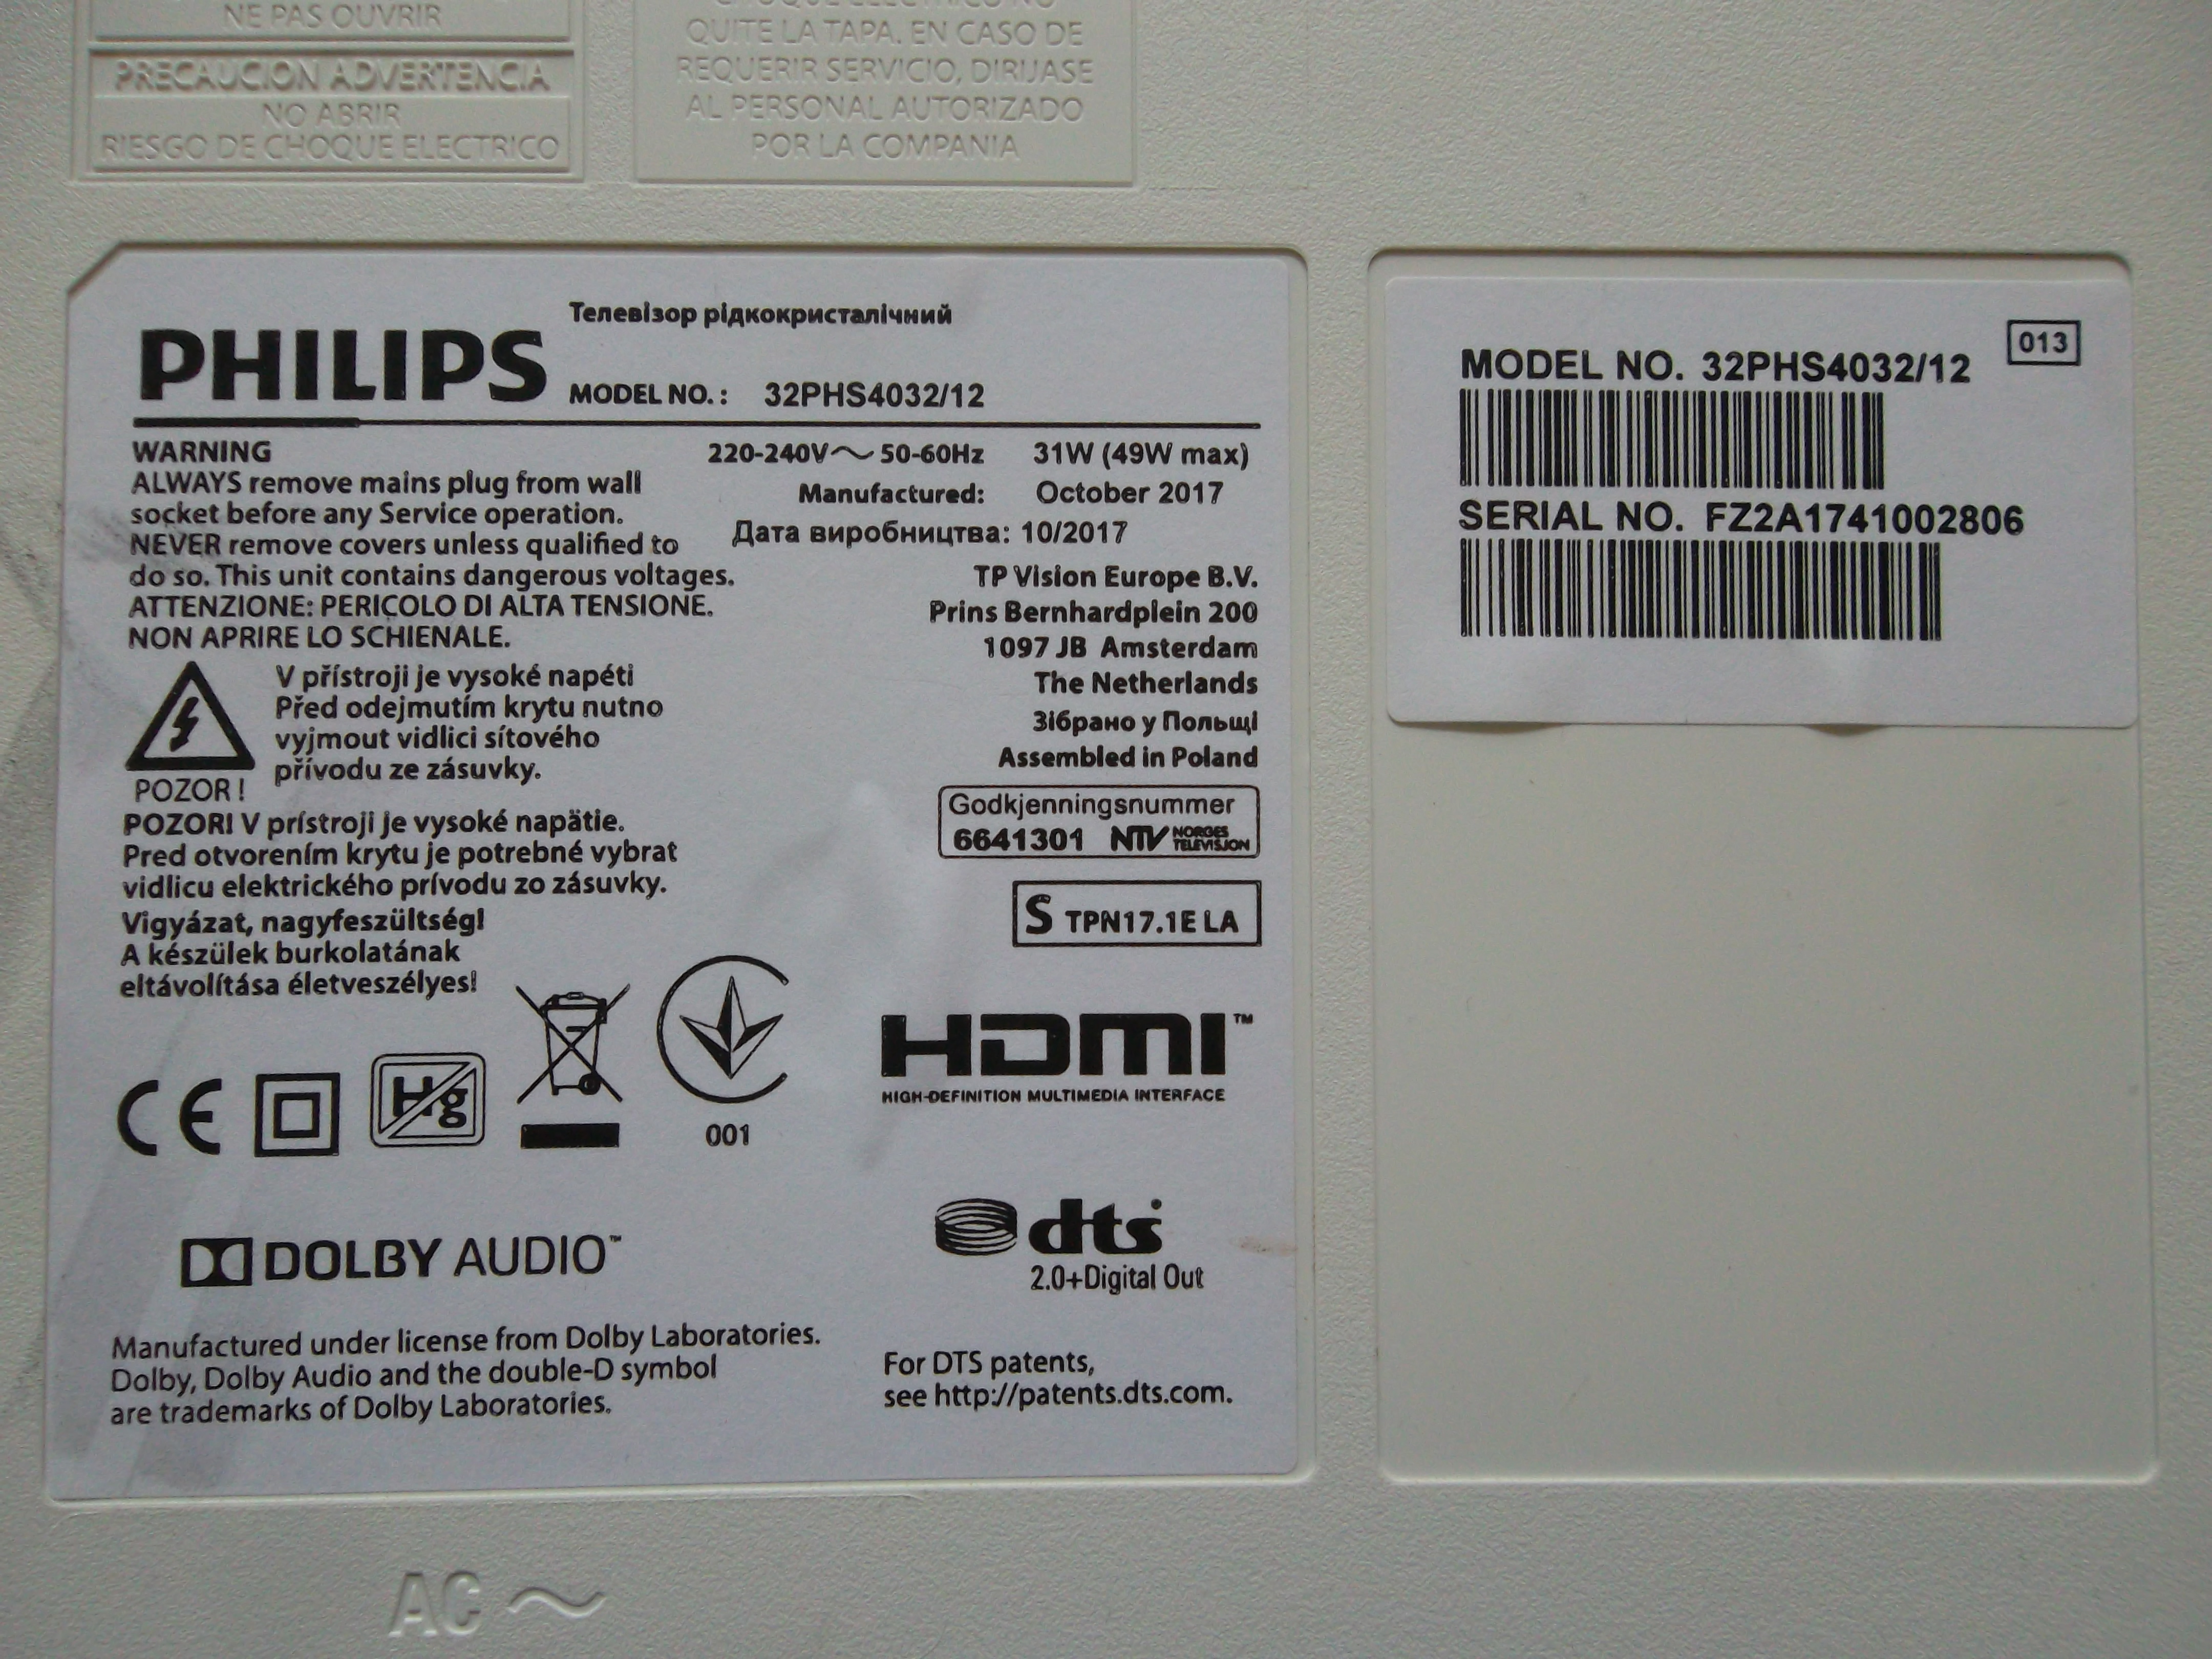 NE PAS OUVRIR
PRECAUCION ADVERTENCIA
NO ABRIR
RIESGO DE CHOQUE ELECTRICO
CHOQUE ELECTRICO NO
QUITE LA TAPA. EN CASO DE
REQUERIR SERVICIO, DIRIJASE
AL PERSONAL AUTORIZADO
POR LA COMPANIA
Телевізор рідкокристалічний
PHILIPS
MODEL NO.: 32PHS4032/12
WARNING
ALWAYS remove mains plug from wall
socket before any Service operation.
NEVER remove covers unless qualified to
do so. This unit contains dangerous voltages.
ATTENZIONE: PERICOLO DI ALTA TENSIONE.
NON APRIRE LO SCHIENALE.
V přístroji je vysoké napéti
Před odejmutím krytu nutno
vyjmout vidlici sítového
přívodu ze zásuvky.
POZOR!
POZOR! V prístroji je vysoké napätie.
Pred otvorením krytu je potrebné vybrat
vidlicu elektrického prívodu zo zásuvky.
Vigyázat, nagyfeszültség!
A készülek burkolatának
eltávolítása életveszélyes!
220-240V~ 50-60Hz 31W (49W max)
Manufactured: October 2017
Дата виробництва: 10/2017
TP Vision Europe B.V.
Prins Bernhardplein 200
1097 JB Amsterdam
The Netherlands
Зібрано у Польщі
Assembled in Poland
Godkjenningsnummer
6641301 NTV NORGES TELEVISJON
S TPN17.1E LA
CE
Hg
001
HDMI™
HIGH-DEFINITION MULTIMEDIA INTERFACE
DOLBY AUDIO™
dts
2.0+Digital Out
Manufactured under license from Dolby Laboratories.
Dolby, Dolby Audio and the double-D symbol
are trademarks of Dolby Laboratories.
For DTS patents,
see http://patents.dts.com.
013
MODEL NO. 32PHS4032/12
SERIAL NO. FZ2A1741002806
AC ~